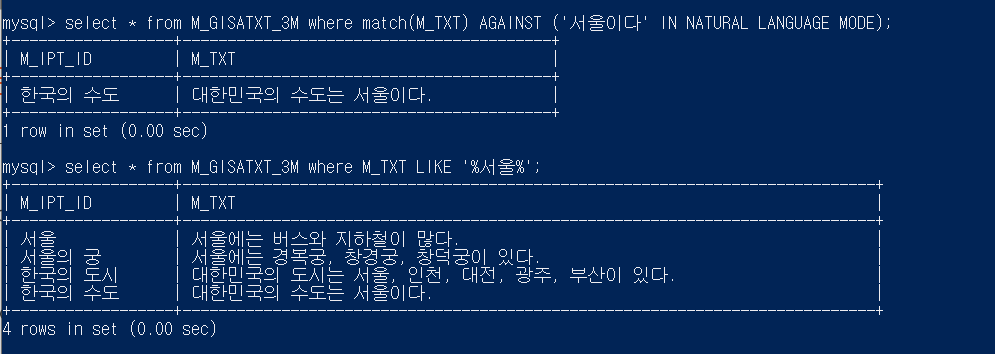 mysql> select * from M_GISATXT_3M where match(M_TXT) AGAINST ('서울이다' IN NATURAL LANGUAGE MODE);
| M_IPT_ID | M_TXT |
| 한국의 수도 | 대한민국의 수도는 서울이다. |
1 row in set (0.00 sec)
mysql> select * from M_GISATXT_3M where M_TXT LIKE '%서울%';
| M_IPT_ID | M_TXT |
| 서울 | 서울에는 버스와 지하철이 많다. |
| 서울의 궁 | 서울에는 경복궁, 창경궁, 창덕궁이 있다. |
| 한국의 도시 | 대한민국의 도시는 서울, 인천, 대전, 광주, 부산이 있다. |
| 한국의 수도 | 대한민국의 수도는 서울이다. |
4 rows in set (0.00 sec)